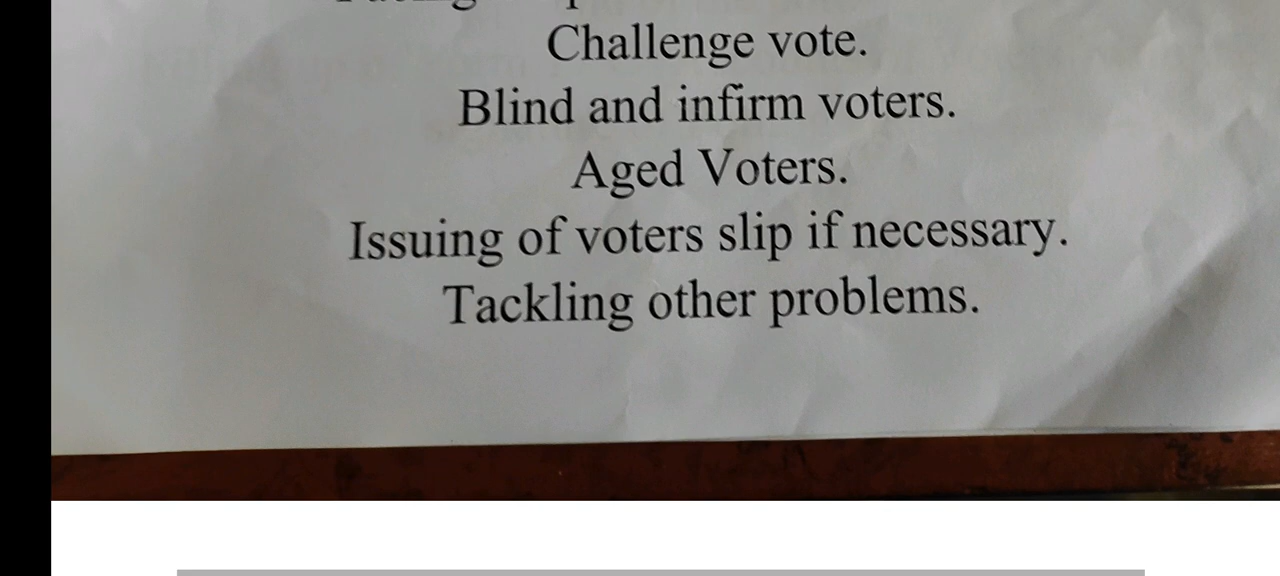 Challenge vote.
Blind and infirm voters.
Aged Voters.
Issuing of voters slip if necessary.
Tackling other problems.